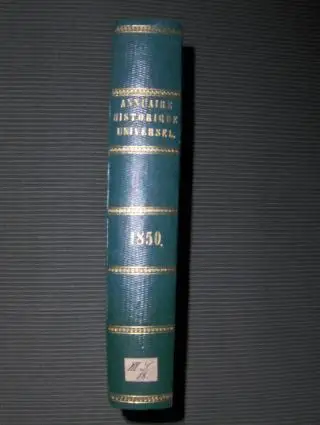 ANNUAIRE
HISTORIQUE
UNIVERSEL.
1850.